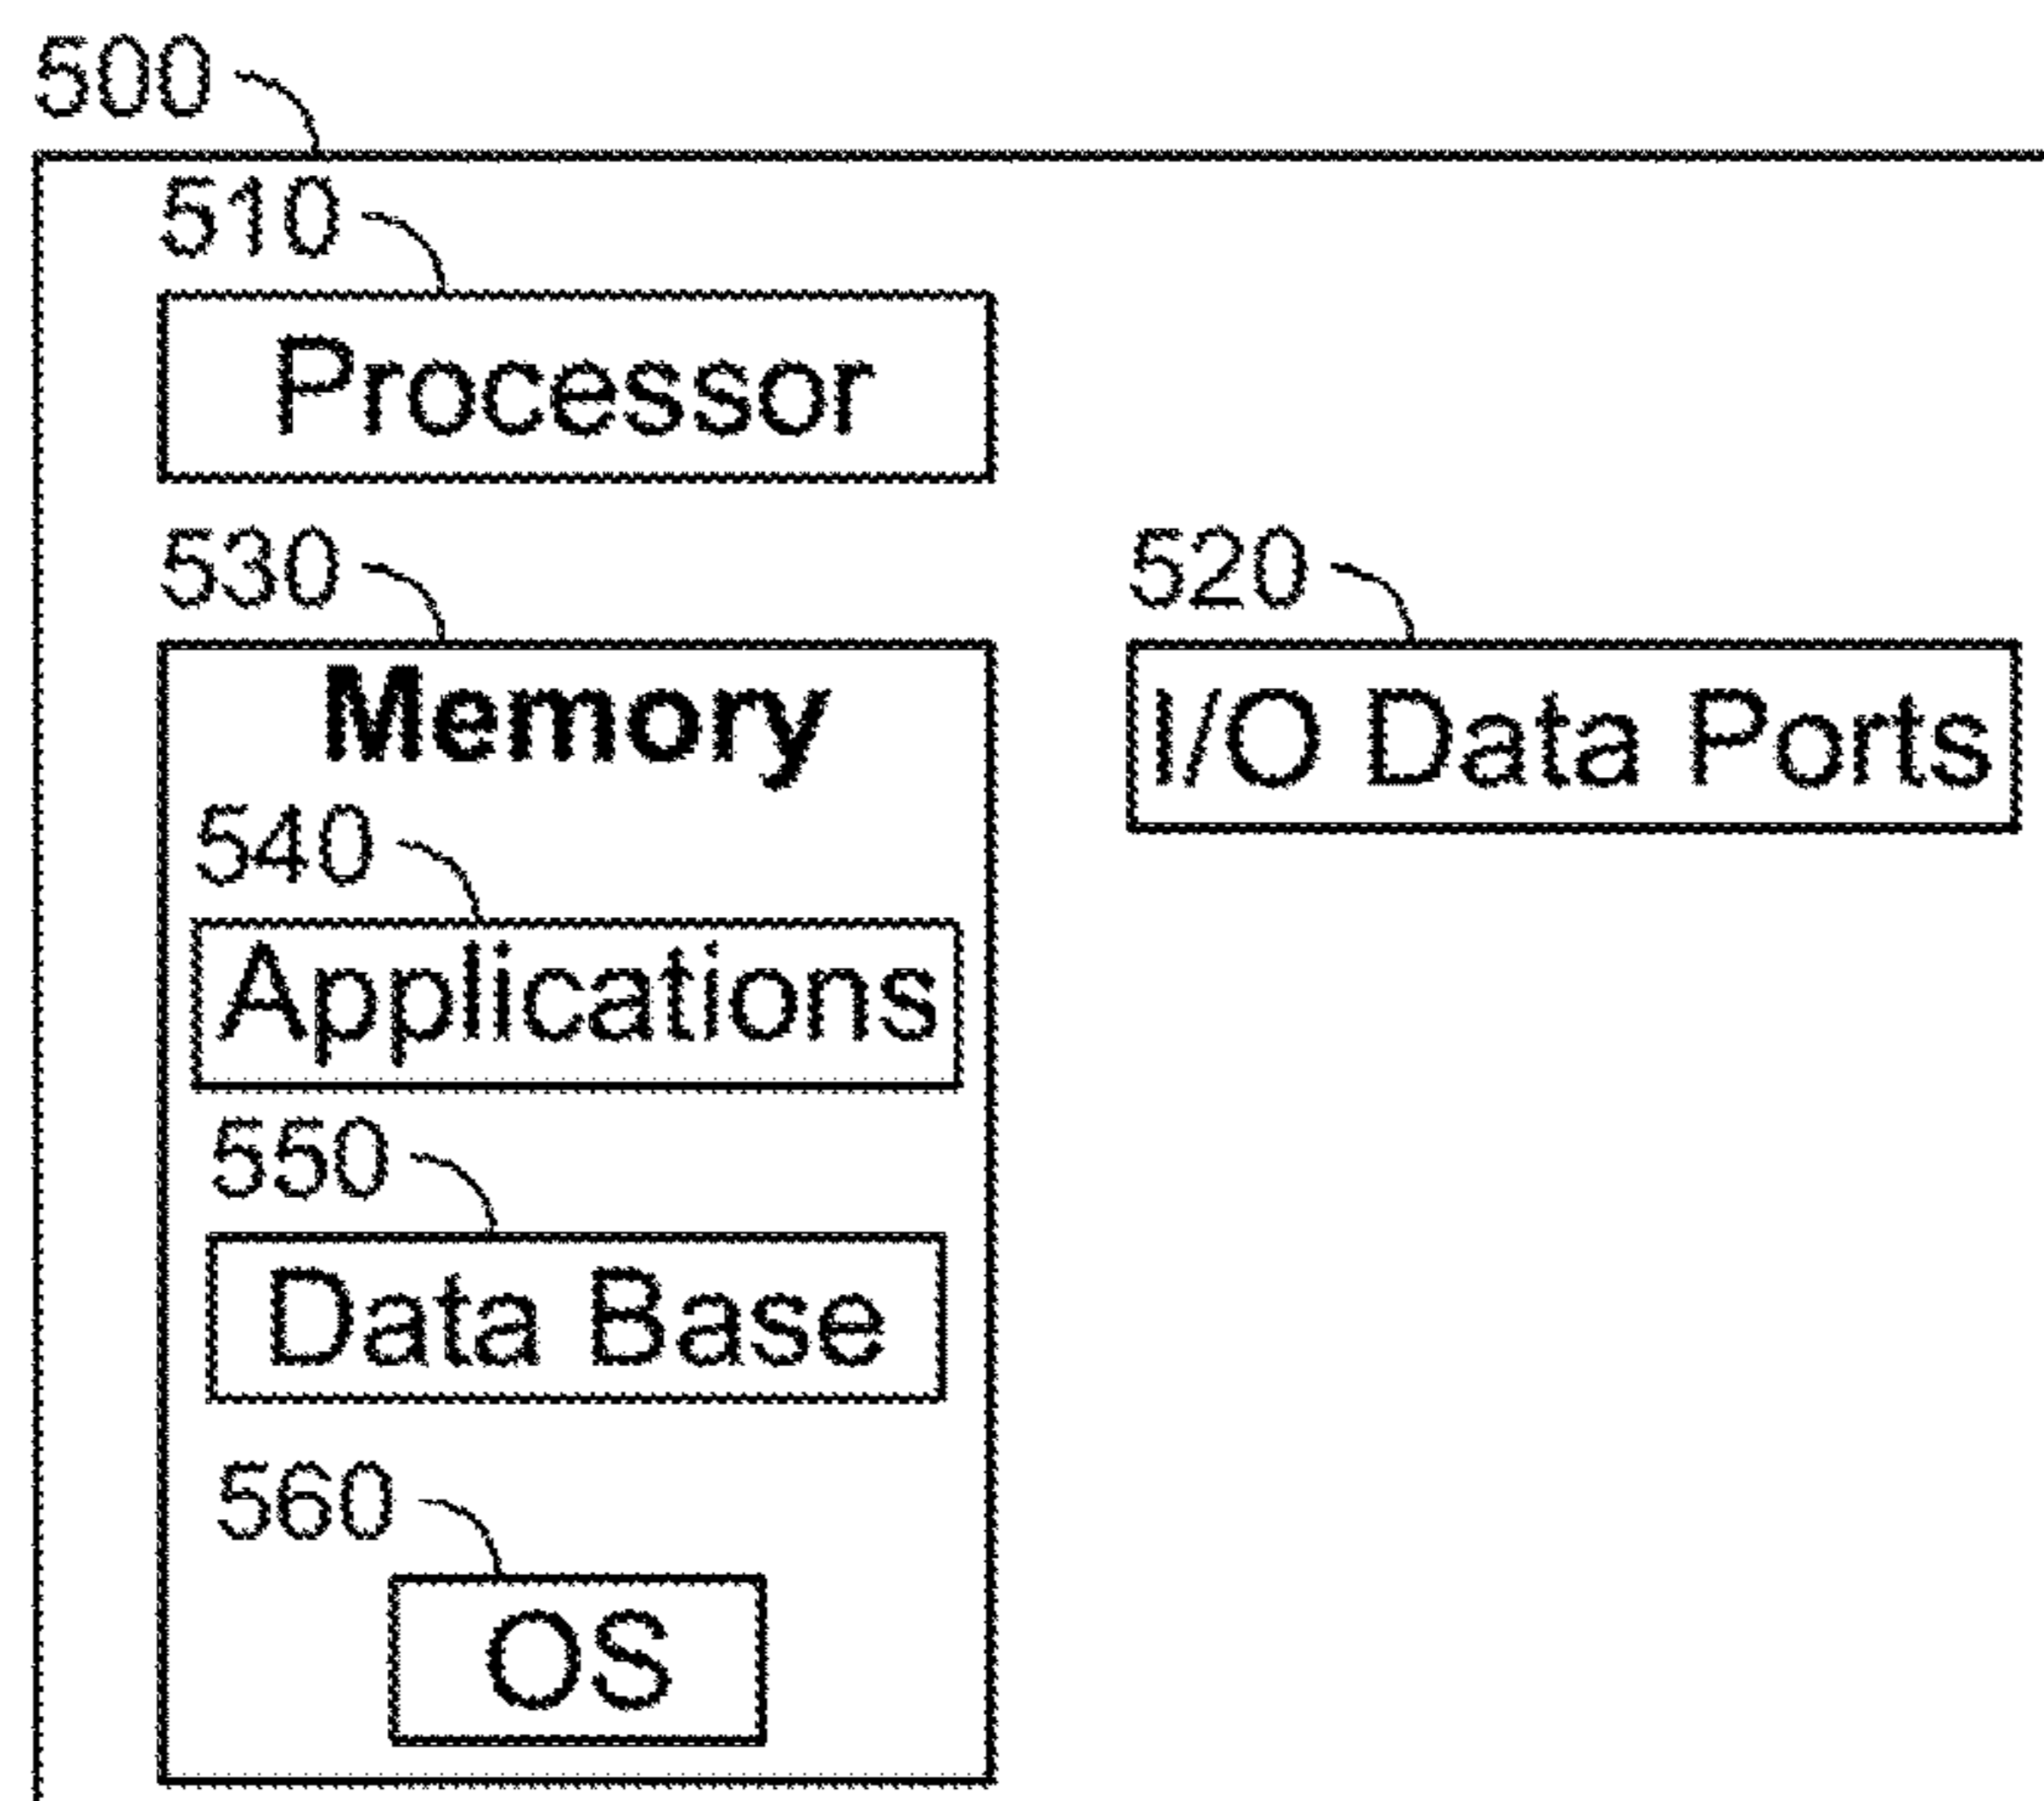 500
510
Processor
530
Memory
540
Applications
550
Data Base
560
OS
520
I/O Data Ports